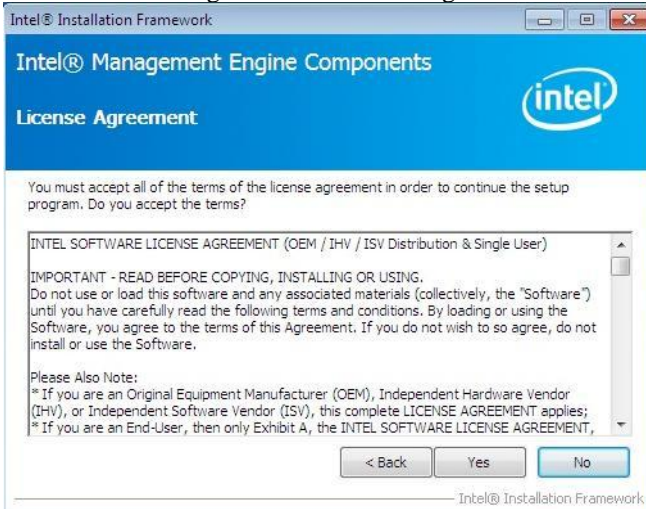 Intel® Installation Framework
Intel® Management Engine Components
License Agreement
intel
You must accept all of the terms of the license agreement in order to continue the setup
program. Do you accept the terms?
INTEL SOFTWARE LICENSE AGREEMENT (OEM / IHV / ISV Distribution & Single User)
IMPORTANT - READ BEFORE COPYING, INSTALLING OR USING.
Do not use or load this software and any associated materials (collectively, the "Software")
until you have carefully read the following terms and conditions. By loading or using the
Software, you agree to the terms of this Agreement. If you do not wish to so agree, do not
install or use the Software.
Please Also Note:
* If you are an Original Equipment Manufacturer (OEM), Independent Hardware Vendor
(IHV), or Independent Software Vendor (ISV), this complete LICENSE AGREEMENT applies;
* If you are an End-User, then only Exhibit A, the INTEL SOFTWARE LICENSE AGREEMENT,
< Back Yes No
Intel® Installation Framework